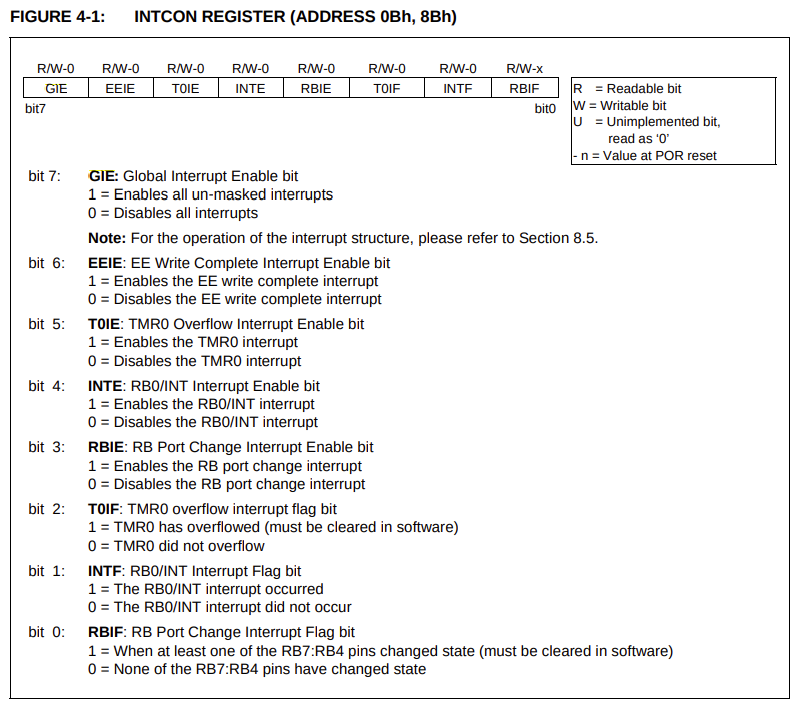 FIGURE 4-1: INTCON REGISTER (ADDRESS 0Bh, 8Bh)
R/W-0 R/W-0 R/W-0 R/W-0 R/W-0 R/W-0 R/W-0 R/W-x
GIE EEIE T0IE INTE RBIE T0IF INTF RBIF
bit7 bit0
R = Readable bit
W = Writable bit
U = Unimplemented bit,
read as ‘0’
- n = Value at POR reset
bit 7: GIE: Global Interrupt Enable bit
1 = Enables all un-masked interrupts
0 = Disables all interrupts
Note: For the operation of the interrupt structure, please refer to Section 8.5.
bit 6: EEIE: EE Write Complete Interrupt Enable bit
1 = Enables the EE write complete interrupt
0 = Disables the EE write complete interrupt
bit 5: T0IE: TMR0 Overflow Interrupt Enable bit
1 = Enables the TMR0 interrupt
0 = Disables the TMR0 interrupt
bit 4: INTE: RB0/INT Interrupt Enable bit
1 = Enables the RB0/INT interrupt
0 = Disables the RB0/INT interrupt
bit 3: RBIE: RB Port Change Interrupt Enable bit
1 = Enables the RB port change interrupt
0 = Disables the RB port change interrupt
bit 2: T0IF: TMR0 overflow interrupt flag bit
1 = TMR0 has overflowed (must be cleared in software)
0 = TMR0 did not overflow
bit 1: INTF: RB0/INT Interrupt Flag bit
1 = The RB0/INT interrupt occurred
0 = The RB0/INT interrupt did not occur
bit 0: RBIF: RB Port Change Interrupt Flag bit
1 = When at least one of the RB7:RB4 pins changed state (must be cleared in software)
0 = None of the RB7:RB4 pins have changed state